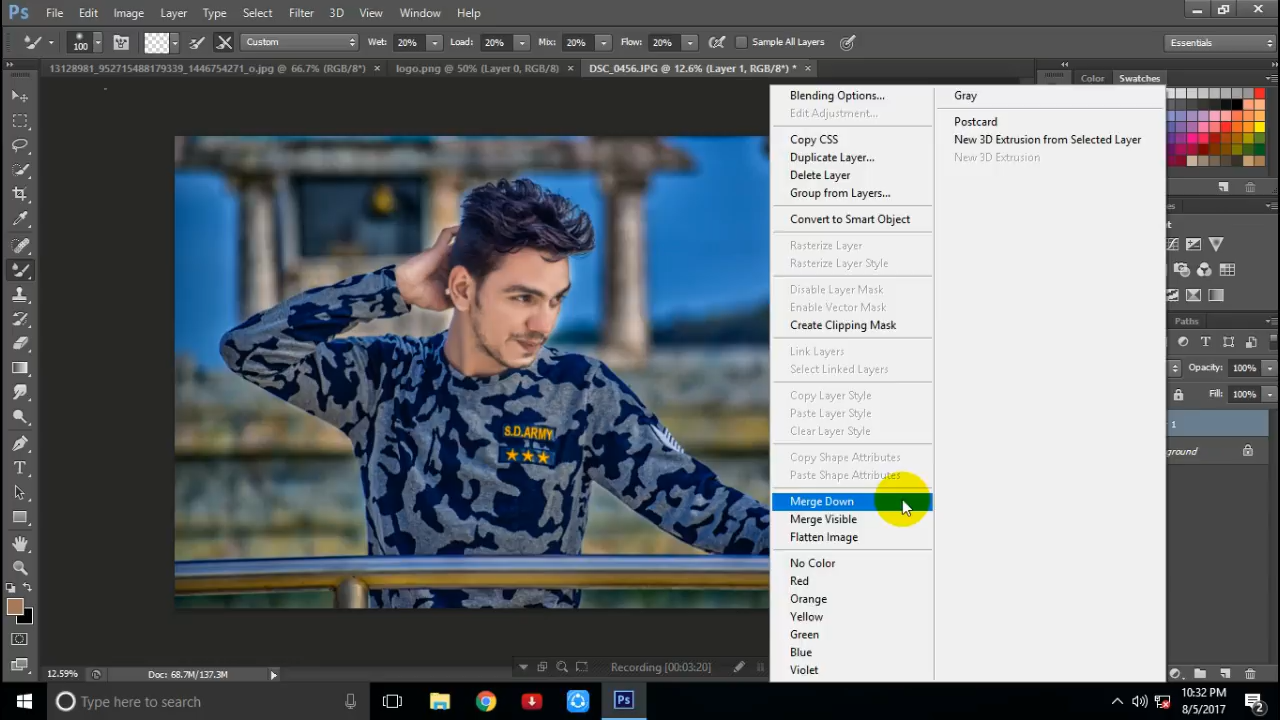 Ps File Edit Image Layer Type Select Filter 3D View Window Help
100 Custom Wet: 20% Load: 20% Mix: 20% Flow: 20% Sample All Layers Essentials
13128981_952715488179339_1446754271_o.jpg @ 66.7% (RGB/8*) × logo.png @ 50% (Layer 0, RGB/8) × DSC_0456.JPG @ 12.6% (Layer 1, RGB/8*) * ×
Color Swatches
Blending Options...
Edit Adjustment...
Copy CSS
Duplicate Layer...
Delete Layer
Group from Layers...
Convert to Smart Object
Rasterize Layer
Rasterize Layer Style
Disable Layer Mask
Enable Vector Mask
Create Clipping Mask
Link Layers
Select Linked Layers
Copy Layer Style
Paste Layer Style
Clear Layer Style
Copy Shape Attributes
Paste Shape Attributes
Merge Down
Merge Visible
Flatten Image
No Color
Red
Orange
Yellow
Green
Blue
Violet
Gray
Postcard
New 3D Extrusion from Selected Layer
New 3D Extrusion
Paths
Opacity: 100%
Fill: 100%
1
ground
S.D.ARMY
12.59% Doc: 68.7M/137.3M
Recording [00:03:20]
Type here to search
Ps
10:32 PM
8/5/2017
2